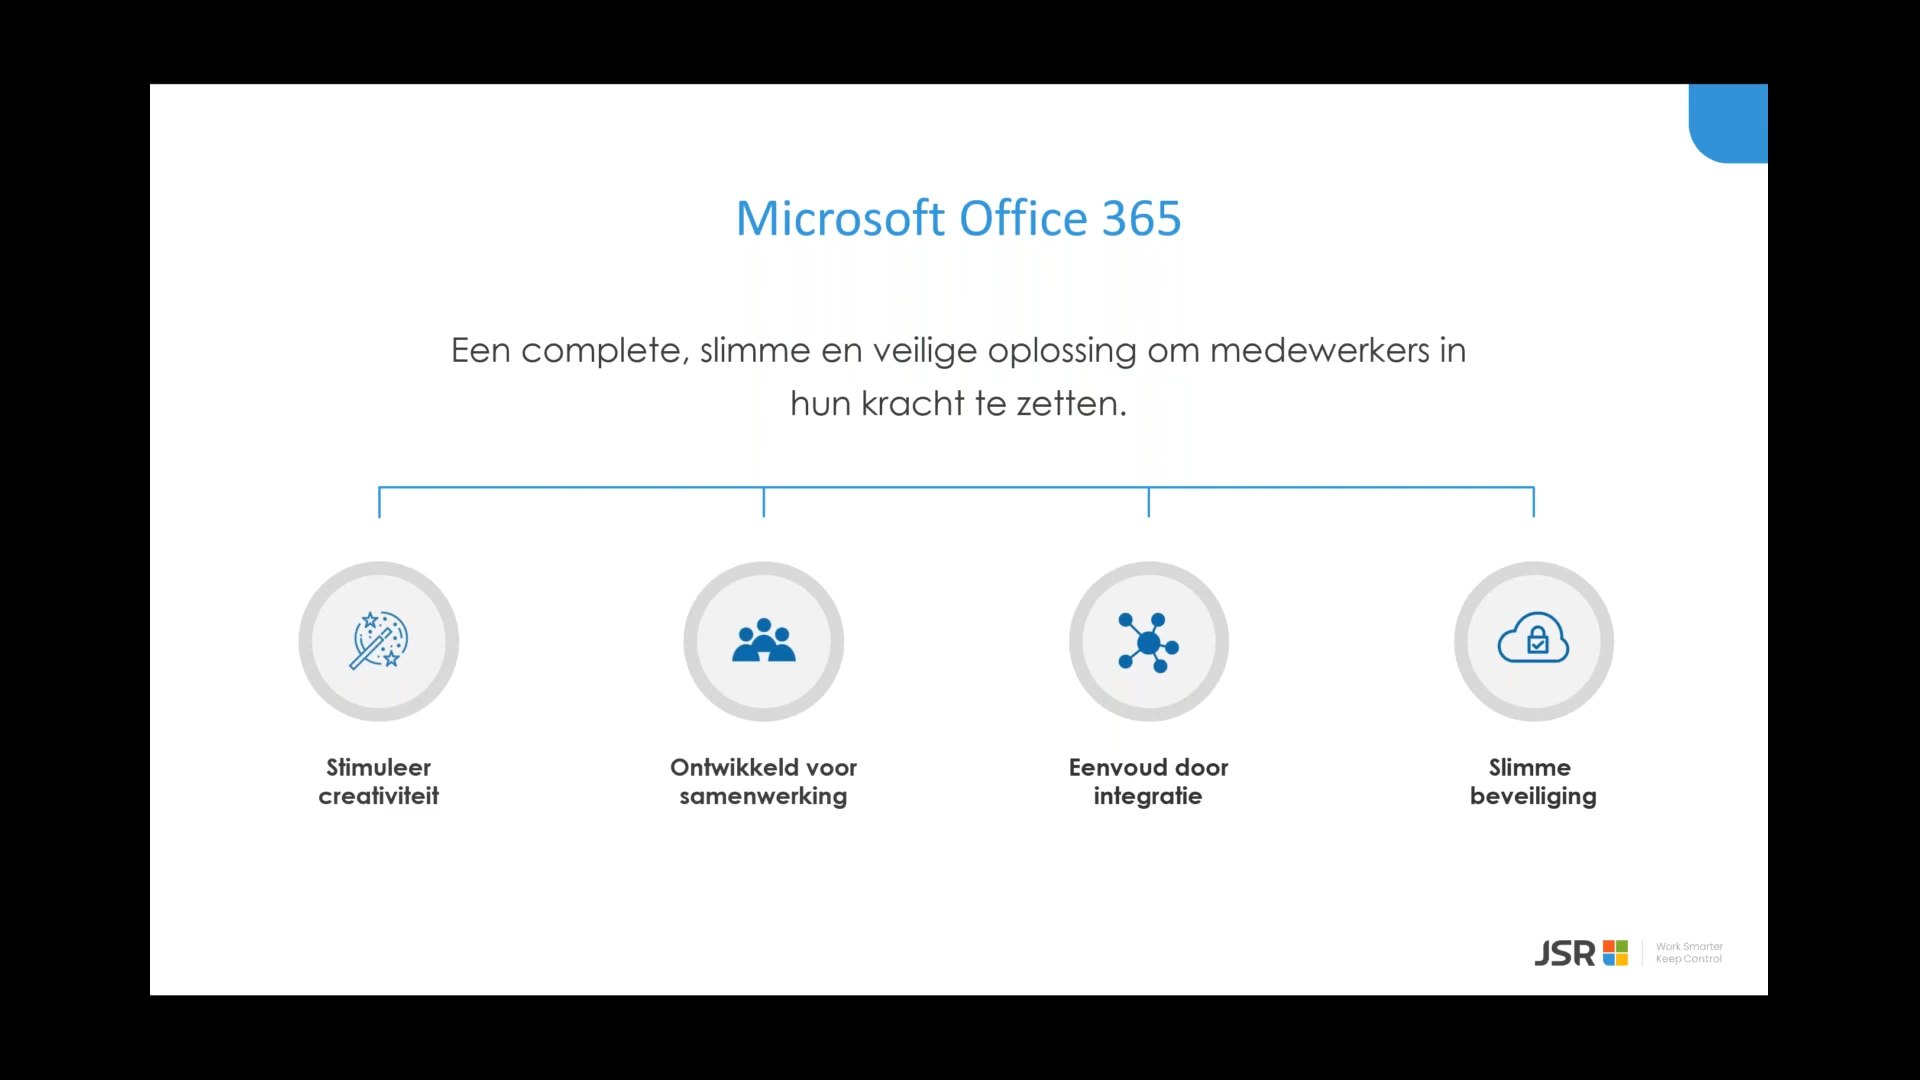 Microsoft Office 365
Een complete, slimme en veilige oplossing om medewerkers in
hun kracht te zetten.
Stimuleer
creativiteit
Ontwikkeld voor
samenwerking
Eenvoud door
integratie
Slimme
beveiliging
JSR
Work Smarter
Keep Control